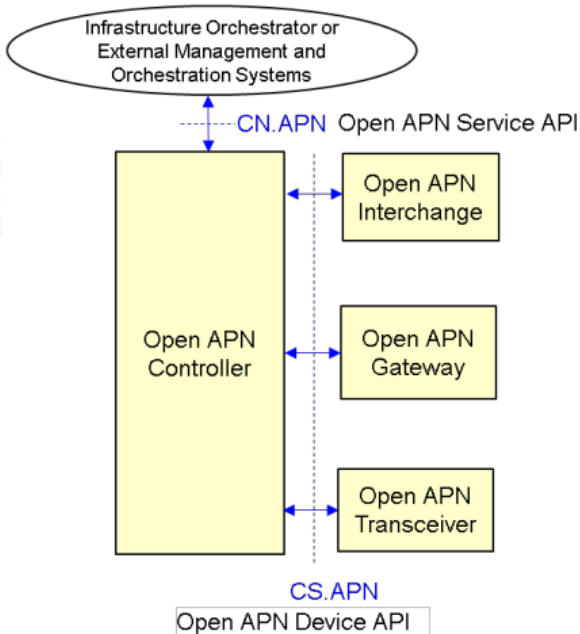 Infrastructure Orchestrator or
External Management and
Orchestration Systems
CN.APN Open APN Service API
Open APN
Interchange
Open APN
Controller
Open APN
Gateway
Open APN
Transceiver
CS.APN
Open APN Device API